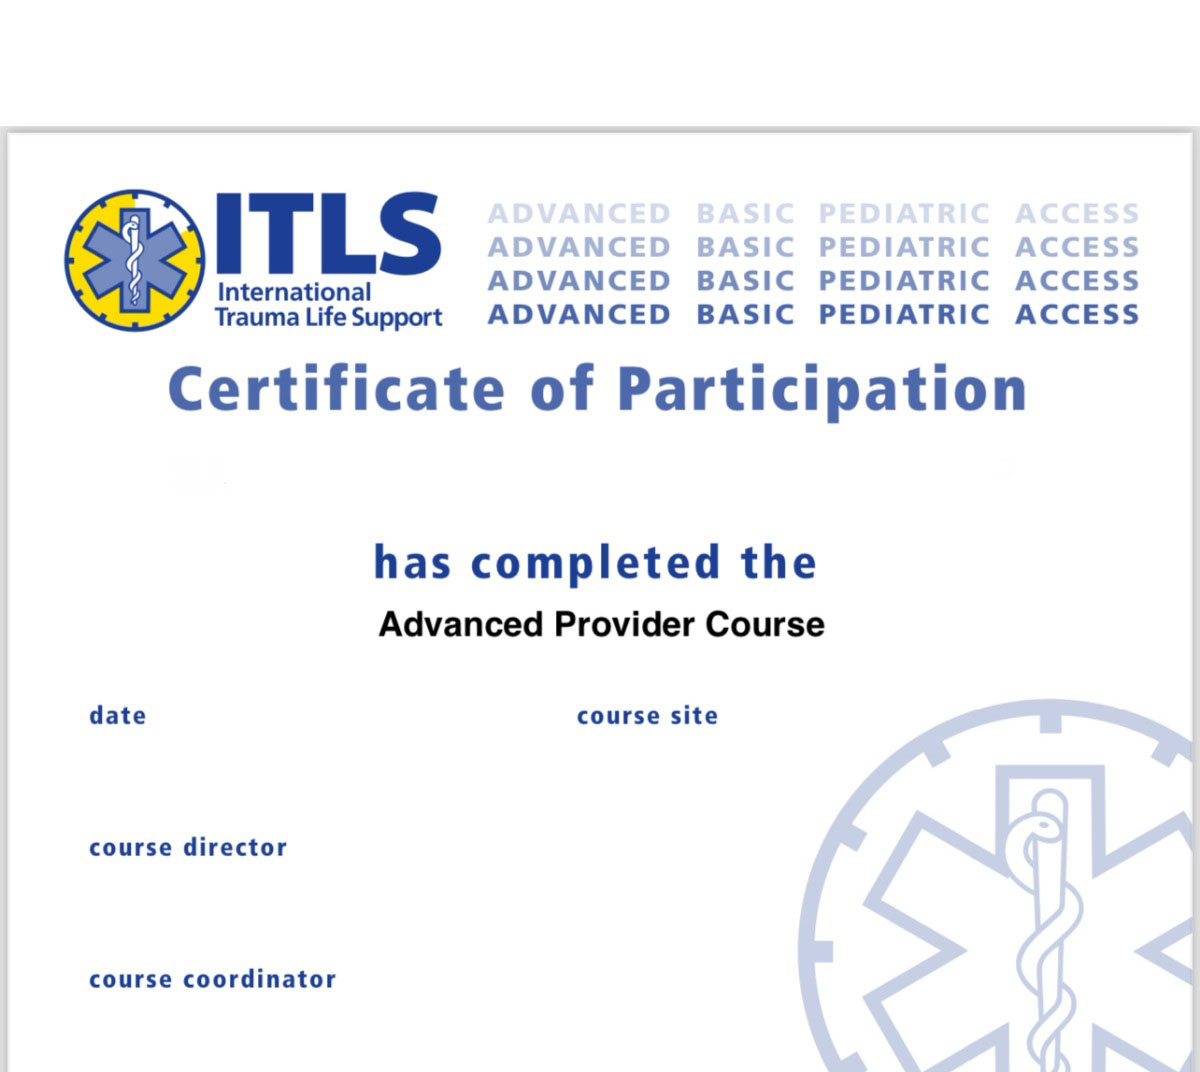 ITLS
International
Trauma Life Support
ADVANCED BASIC PEDIATRIC ACCESS
ADVANCED BASIC PEDIATRIC ACCESS
ADVANCED BASIC PEDIATRIC ACCESS
ADVANCED BASIC PEDIATRIC ACCESS
Certificate of Participation
has completed the
Advanced Provider Course
date
course site
course director
course coordinator